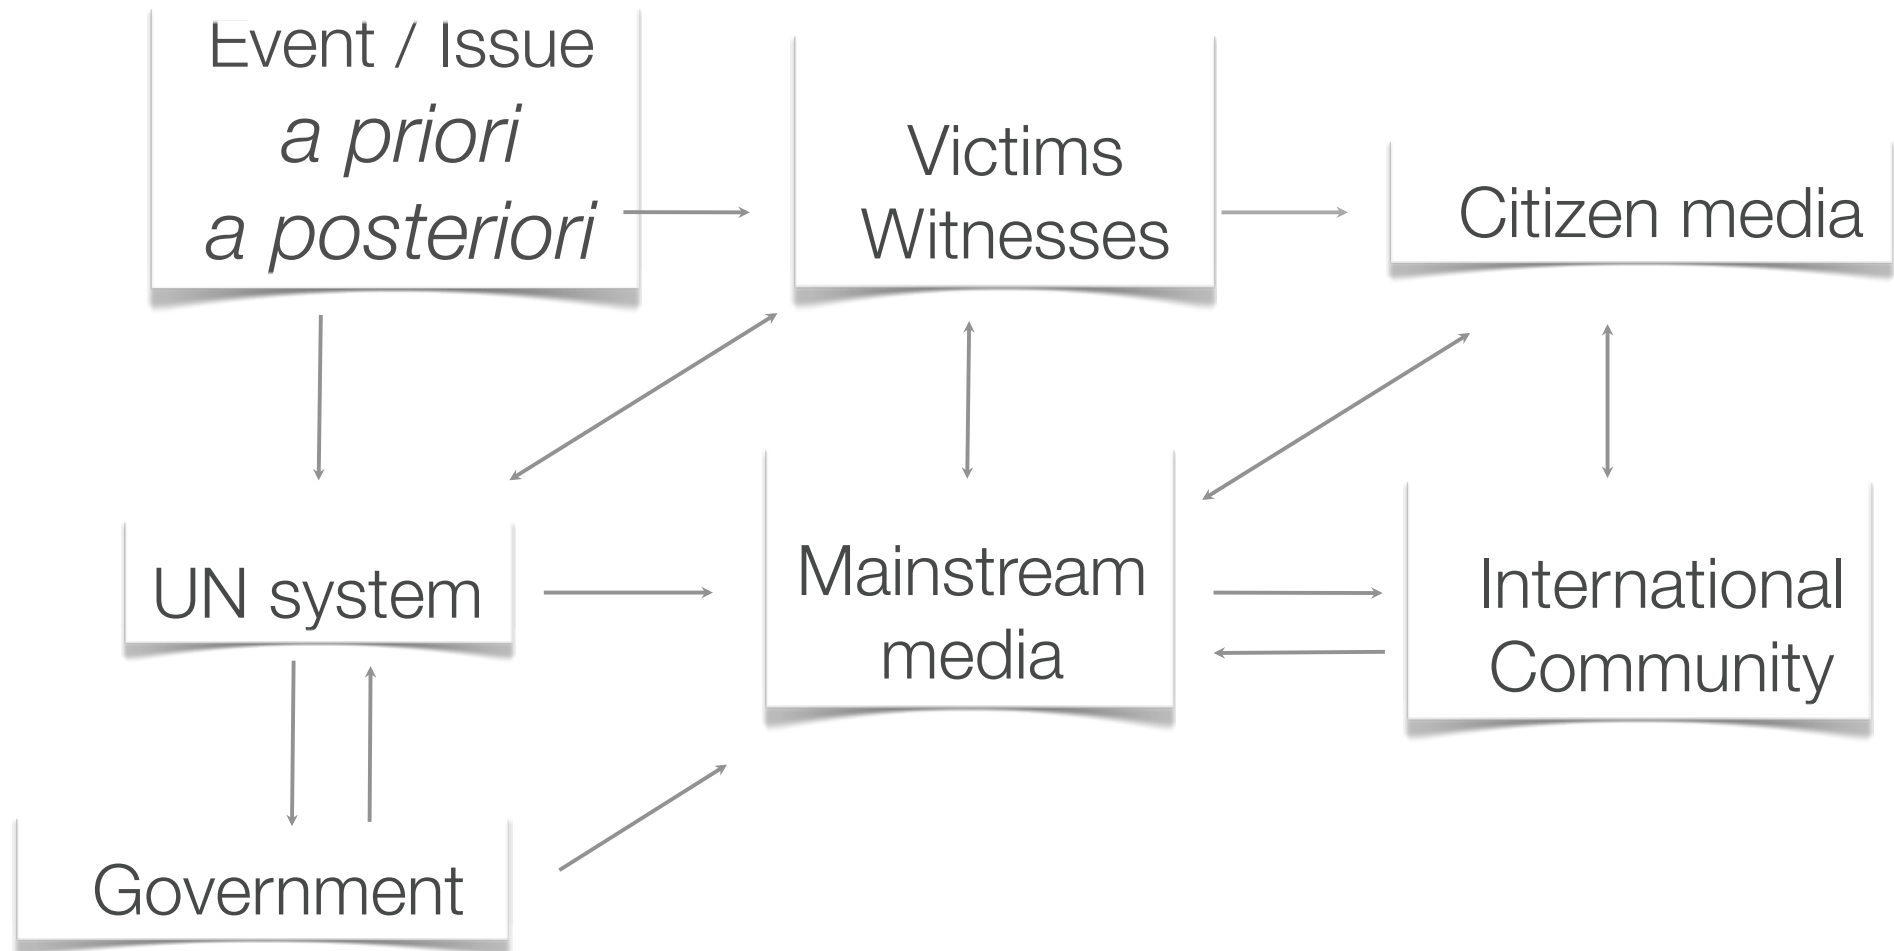 Event / Issue
a priori
a posteriori
Victims
Witnesses
Citizen media
UN system
Mainstream
media
International
Community
Government